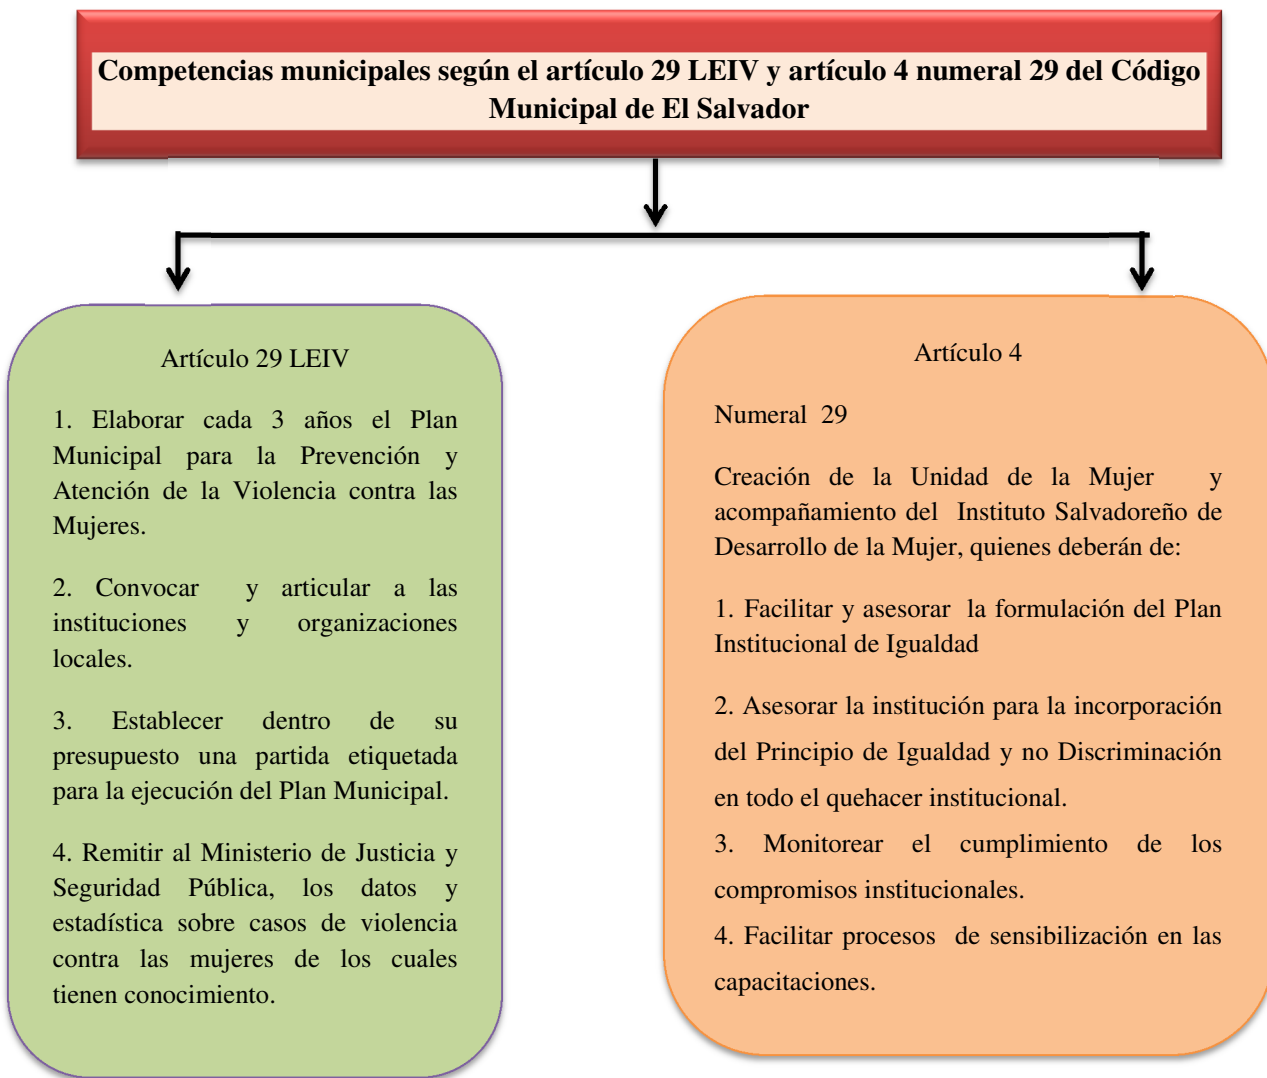 Competencias municipales según el artículo 29 LEIV y artículo 4 numeral 29 del Código
Municipal de El Salvador
Artículo 29 LEIV
1. Elaborar cada 3 años el Plan
Municipal para la Prevención y
Atención de la Violencia contra las
Mujeres.
2. Convocar y articular a las
instituciones y organizaciones
locales.
3. Establecer dentro de su
presupuesto una partida etiquetada
para la ejecución del Plan Municipal.
4. Remitir al Ministerio de Justicia y
Seguridad Pública, los datos y
estadística sobre casos de violencia
contra las mujeres de los cuales
tienen conocimiento.
Artículo 4
Numeral 29
Creación de la Unidad de la Mujer y
acompañamiento del Instituto Salvadoreño de
Desarrollo de la Mujer, quienes deberán de:
1. Facilitar y asesorar la formulación del Plan
Institucional de Igualdad
2. Asesorar la institución para la incorporación
del Principio de Igualdad y no Discriminación
en todo el quehacer institucional.
3. Monitorear el cumplimiento de los
compromisos institucionales.
4. Facilitar procesos de sensibilización en las
capacitaciones.